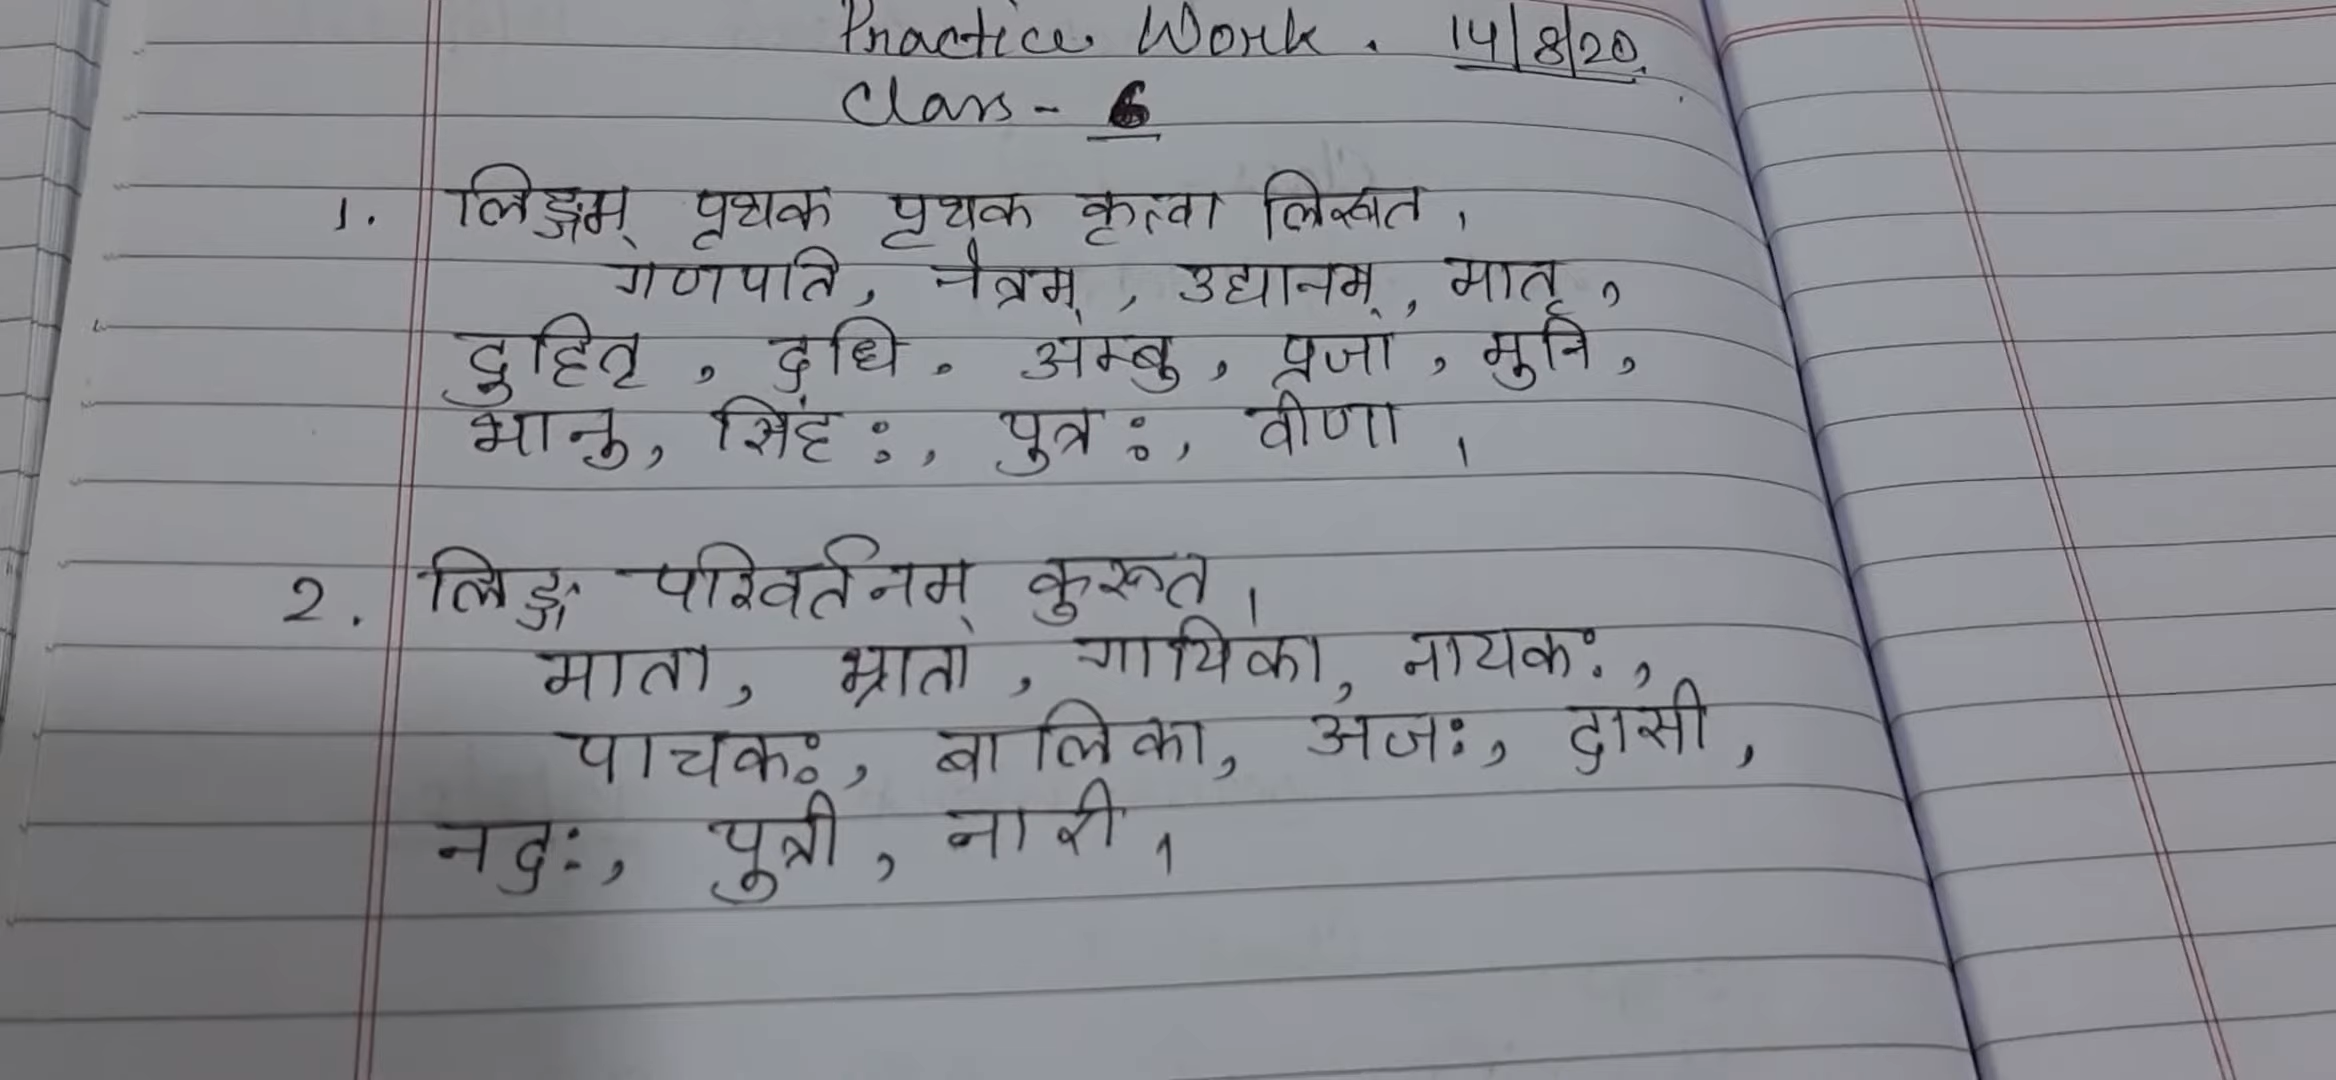 Practice Work. 14/8/20.
Class - 6
1. लिङ्गम् पृथक पृथक कृत्वा लिखत ।
गणपति, नेत्रम्, उद्यानम्, मातृ,
दुहितृ, दधि, अम्बु, प्रजा, मुनि,
भानु, सिंह:, पुत्र:, वीणा ।
2. लिङ्ग परिवर्तनम् कुरूत ।
माता, भ्राता, गायिका, नायक:,
पाचक:, बालिका, अज:, दासी,
नद:, पुत्री, नारी ।